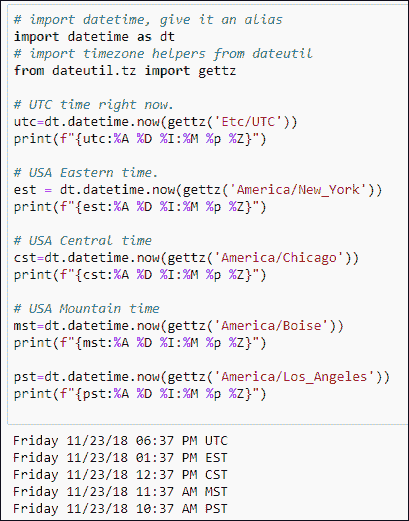 # import datetime, give it an alias
import datetime as dt
# import timezone helpers from dateutil
from dateutil.tz import gettz
# UTC time right now.
utc=dt.datetime.now(gettz('Etc/UTC'))
print(f"{utc:%A %D %I:%M %p %Z}")
# USA Eastern time.
est = dt.datetime.now(gettz('America/New_York'))
print(f"{est:%A %D %I:%M %p %Z}")
# USA Central time
cst=dt.datetime.now(gettz('America/Chicago'))
print(f"{cst:%A %D %I:%M %p %Z}")
# USA Mountain time
mst=dt.datetime.now(gettz('America/Boise'))
print(f"{mst:%A %D %I:%M %p %Z}")
pst=dt.datetime.now(gettz('America/Los_Angeles'))
print(f"{pst:%A %D %I:%M %p %Z}")
Friday 11/23/18 06:37 PM UTC
Friday 11/23/18 01:37 PM EST
Friday 11/23/18 12:37 PM CST
Friday 11/23/18 11:37 AM MST
Friday 11/23/18 10:37 AM PST